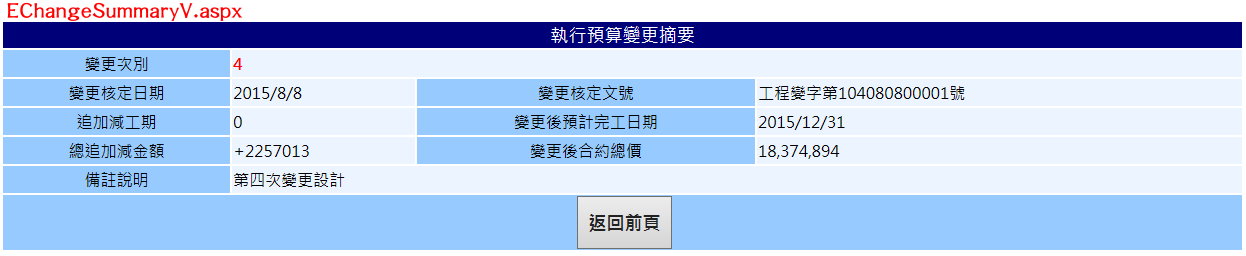 EChangeSummaryV.aspx
執行預算變更摘要
變更次別 4
變更核定日期 2015/8/8 變更核定文號 工程變字第104080800001號
追加減工期 0 變更後預計完工日期 2015/12/31
總追加減金額 +2257013 變更後合約總價 18,374,894
備註說明 第四次變更設計
返回前頁